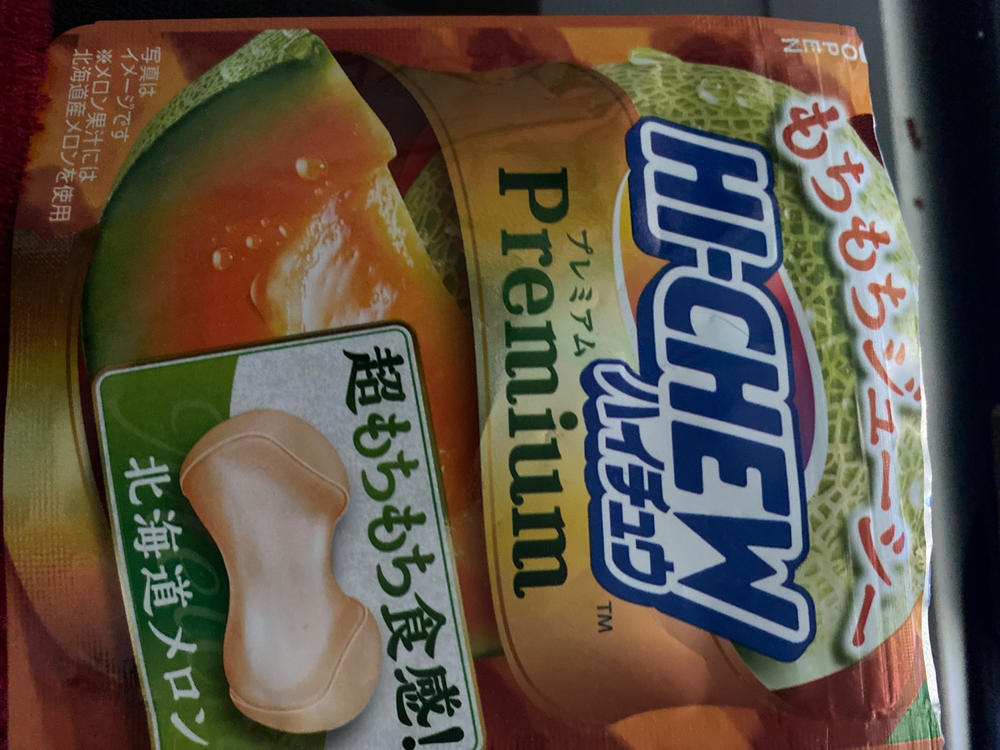 OPEN
もちもちジューシー
HI-CHEW
ハイチュウ
TM
プレミアム
Premium
超もちもち食感!
北海道メロン
写真は
イメージです
※メロン果汁には
北海道産メロンを使用